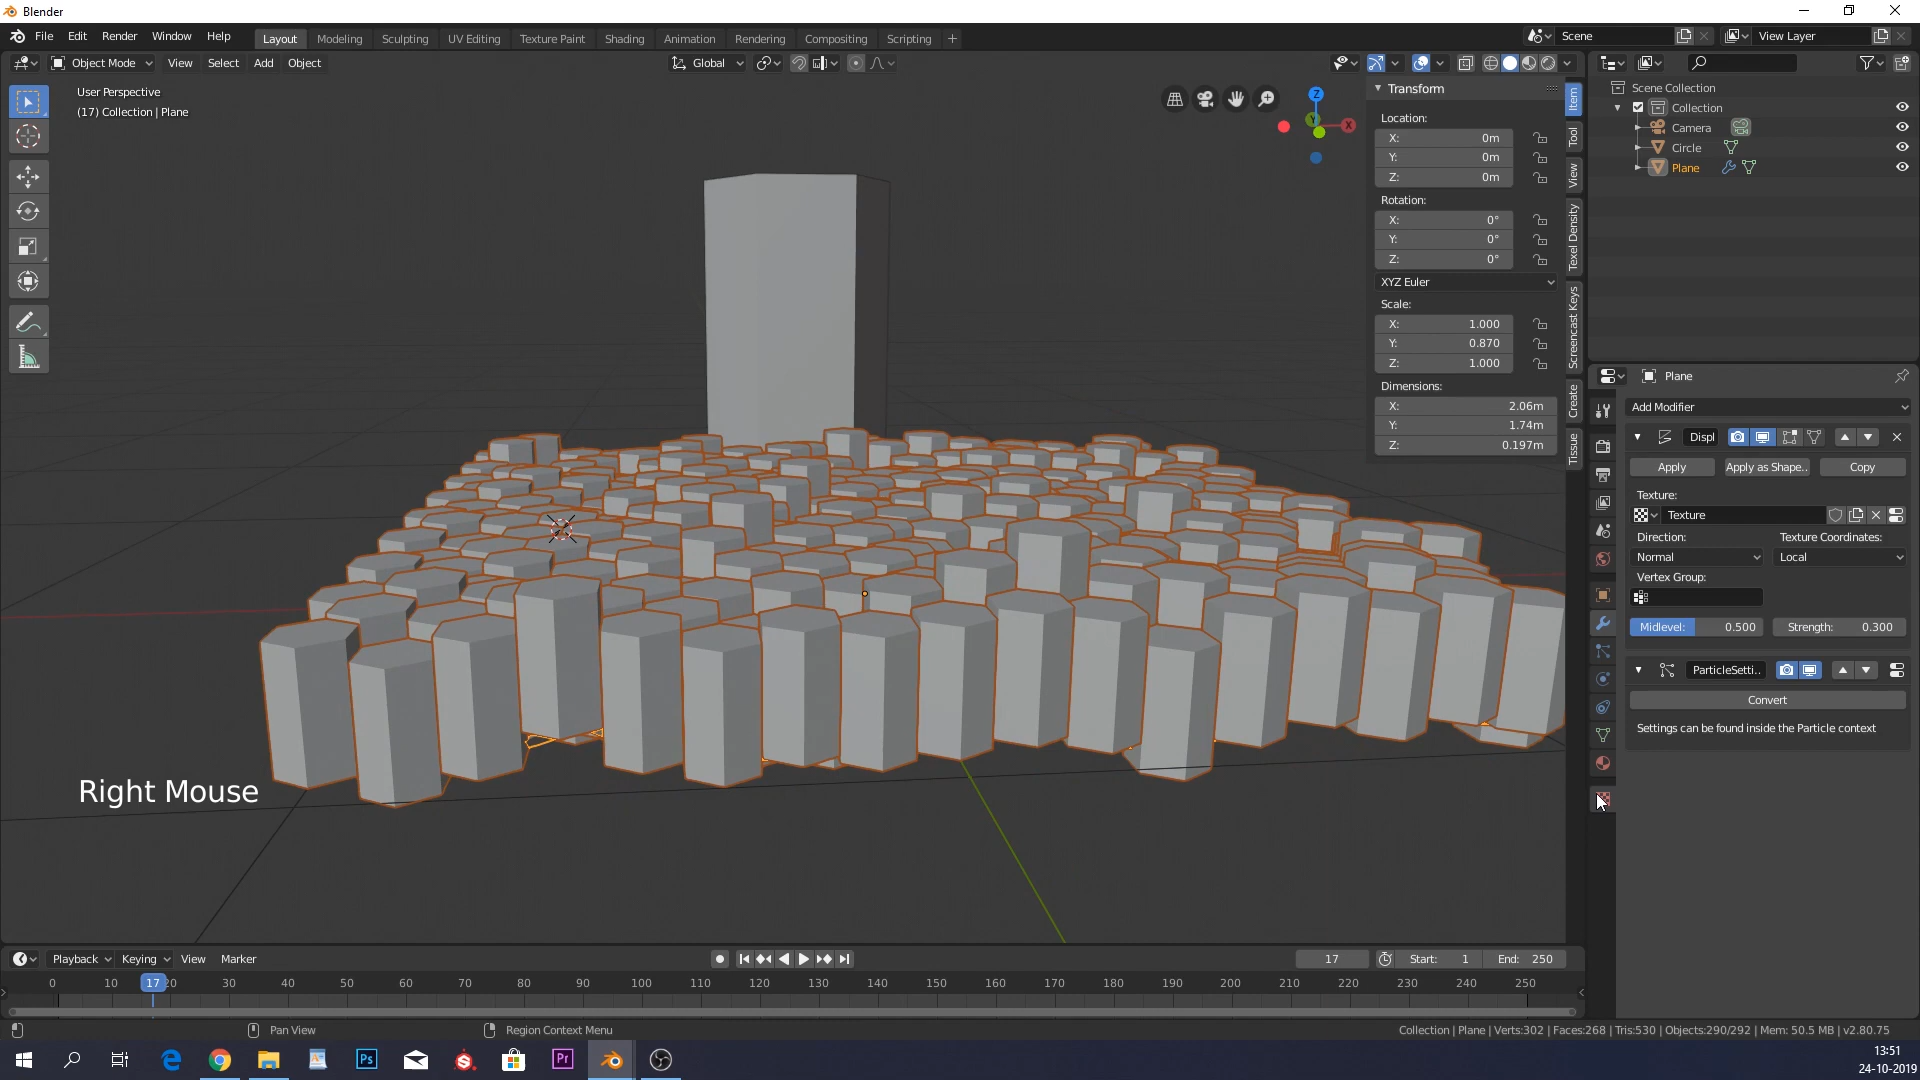 Blender
File Edit Render Window Help
Layout Modeling Sculpting UV Editing Texture Paint Shading Animation Rendering Compositing Scripting +
Scene
View Layer
Object Mode View Select Add Object
Global
User Perspective
(17) Collection | Plane
Z
X
Y
Transform
Location:
X: 0m
Y: 0m
Z: 0m
Rotation:
X: 0°
Y: 0°
Z: 0°
XYZ Euler
Scale:
X: 1.000
Y: 0.870
Z: 1.000
Dimensions:
X: 2.06m
Y: 1.74m
Z: 0.197m
Item
Tool
View
Texel Density
Screencast Keys
Create
Tissue
Scene Collection
Collection
Camera
Circle
Plane
Plane
Add Modifier
Displ
Apply Apply as Shape.. Copy
Texture:
Texture
Direction: Texture Coordinates:
Normal Local
Vertex Group:
Midlevel: 0.500 Strength: 0.300
ParticleSetti..
Convert
Settings can be found inside the Particle context
Right Mouse
Playback Keying View Marker
17 Start: 1 End: 250
0 10 17 20 30 40 50 60 70 80 90 100 110 120 130 140 150 160 170 180 190 200 210 220 230 240 250
Pan View Region Context Menu
Collection | Plane | Verts:302 | Faces:268 | Tris:530 | Objects:290/292 | Mem: 50.5 MB | v2.80.75
Ps
Pr
13:51
24-10-2019